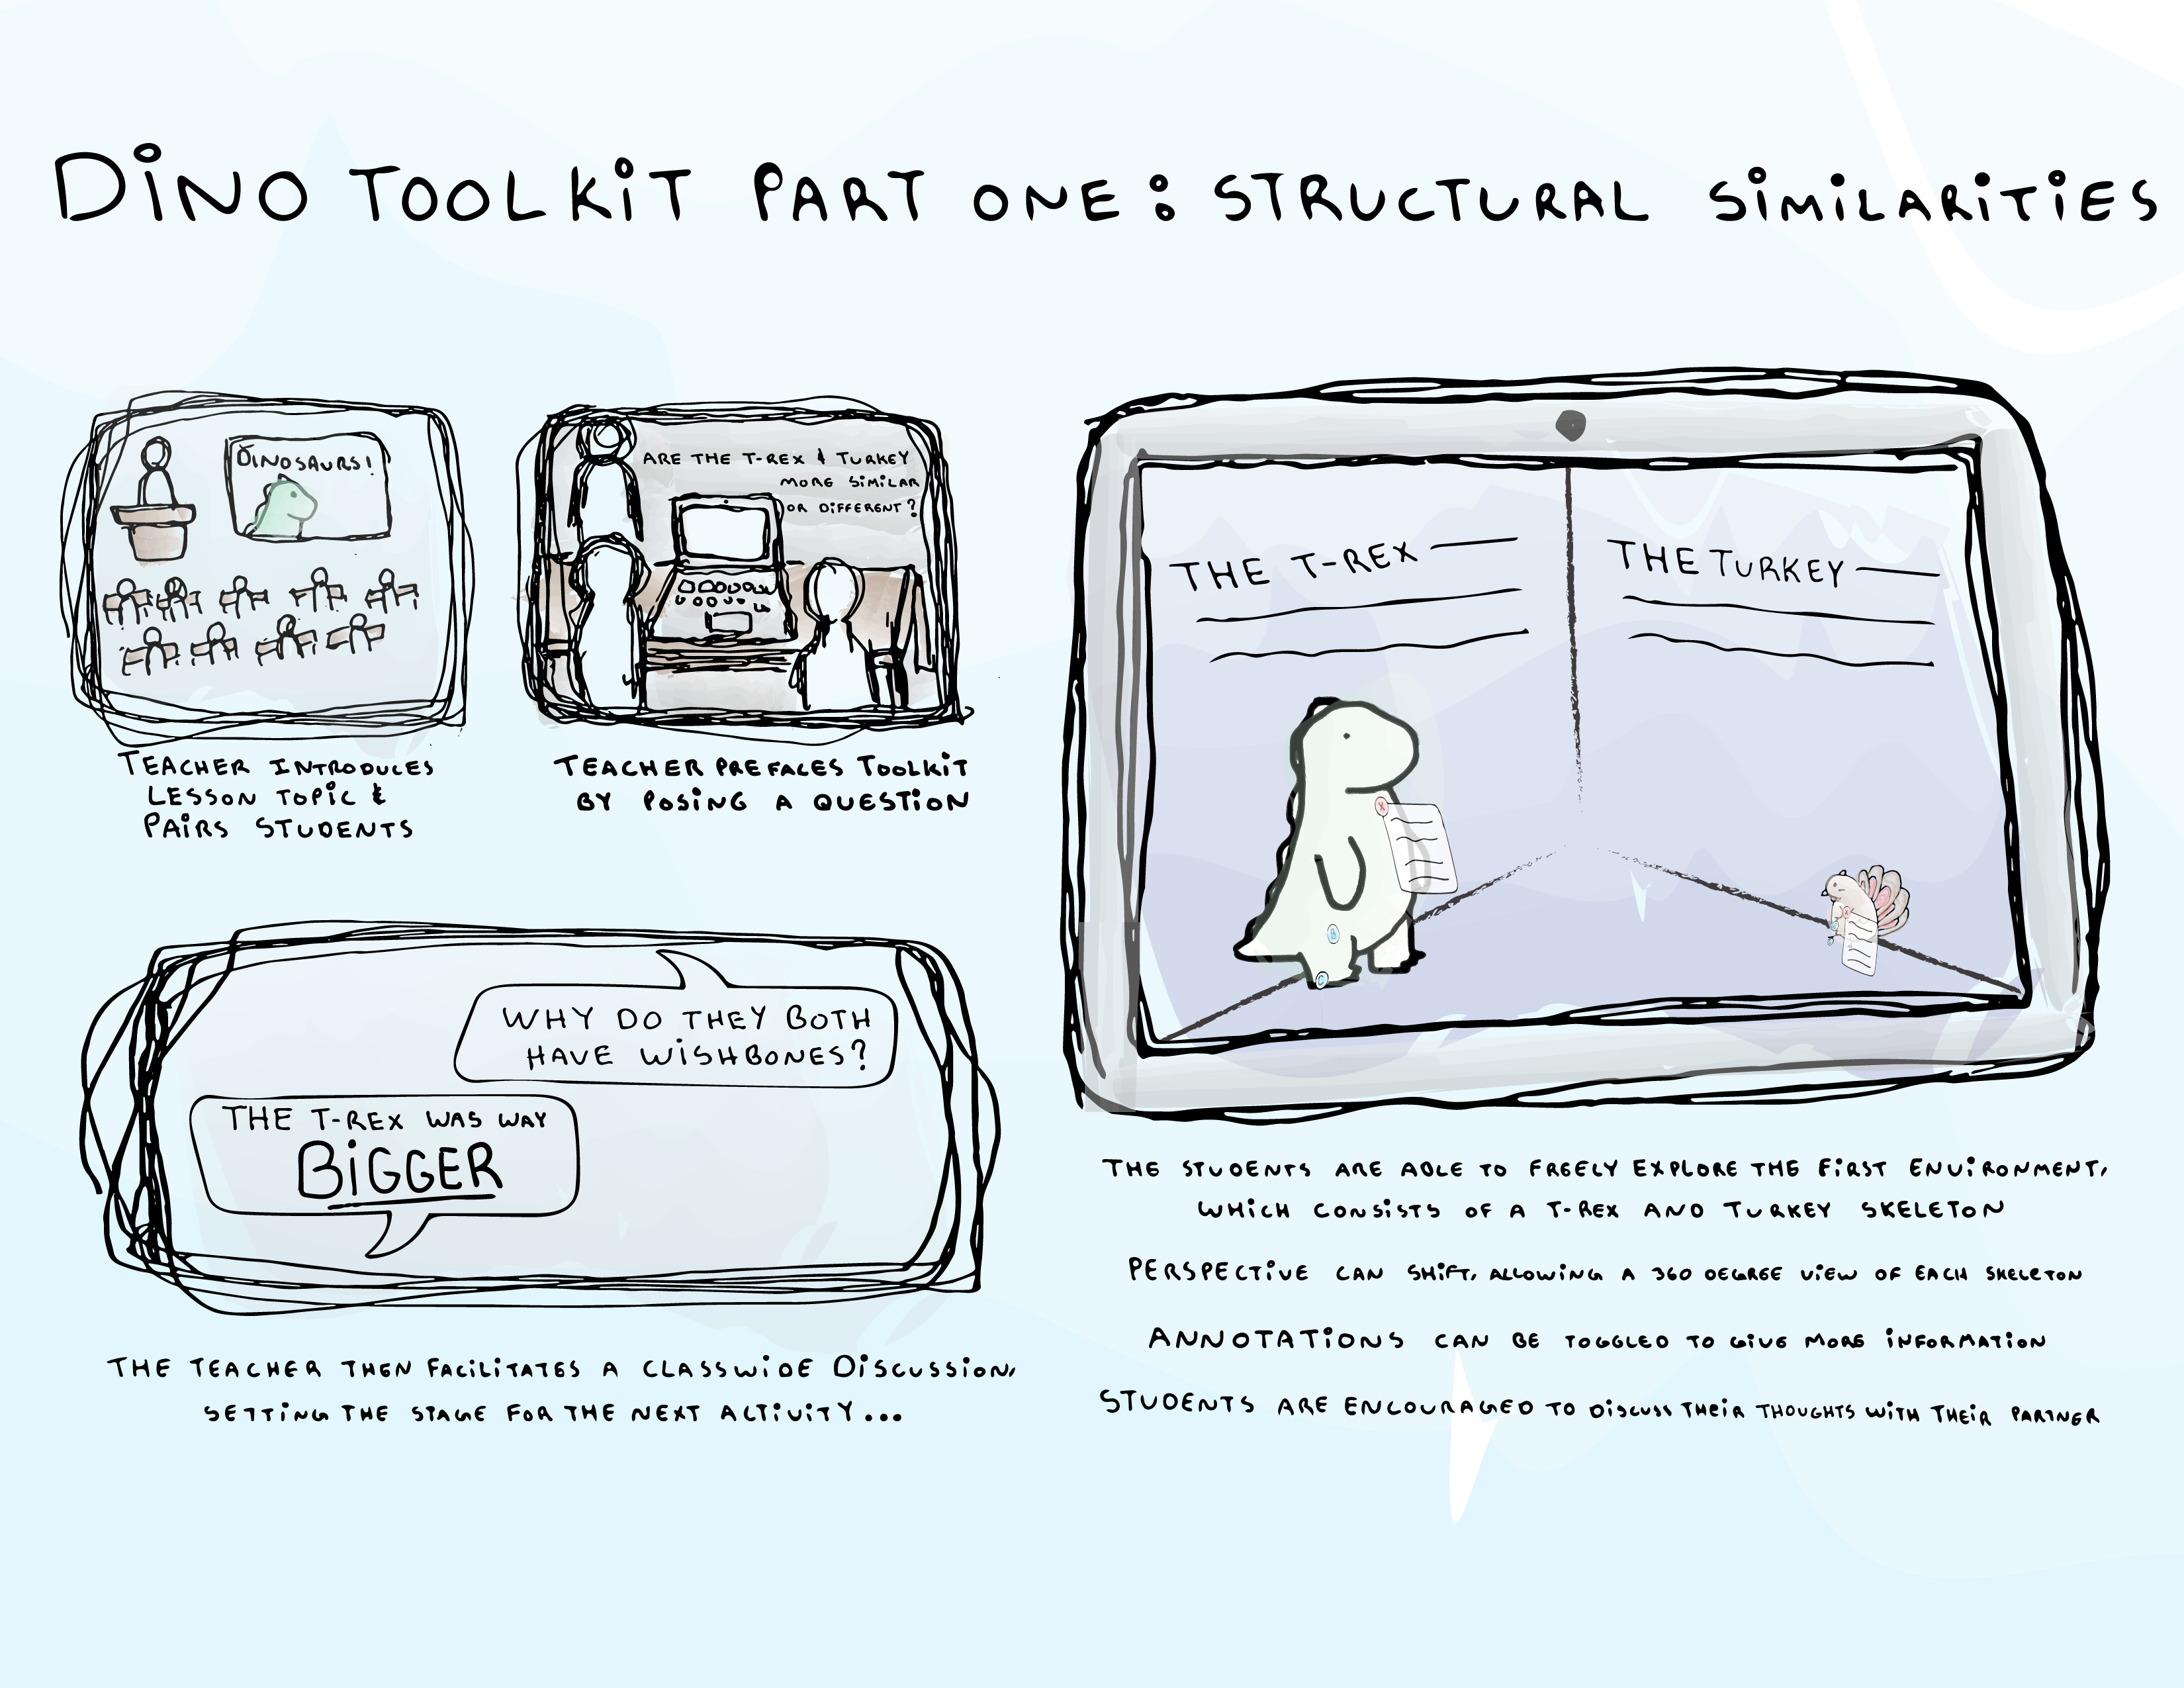 DINO TOOLKIT PART ONE: STRUCTURAL SIMILARITIES
DINOSAURS!
TEACHER INTRODUCES
LESSON TOPIC &
PAIRS STUDENTS
ARE THE T-REX & TURKEY
MORE SIMILAR
OR DIFFERENT?
TEACHER PREFACES TOOLKIT
BY POSING A QUESTION
THE T-REX
THE TURKEY
X
B
C
X
THE STUDENTS ARE ABLE TO FREELY EXPLORE THE FIRST ENVIRONMENT,
WHICH CONSISTS OF A T-REX AND TURKEY SKELETON
PERSPECTIVE CAN SHIFT, ALLOWING A 360 DEGREE VIEW OF EACH SKELETON
ANNOTATIONS CAN BE TOGGLED TO GIVE MORE INFORMATION
STUDENTS ARE ENCOURAGED TO DISCUSS THEIR THOUGHTS WITH THEIR PARTNER
WHY DO THEY BOTH
HAVE WISHBONES?
THE T-REX WAS WAY
BIGGER
THE TEACHER THEN FACILITATES A CLASSWIDE DISCUSSION,
SETTING THE STAGE FOR THE NEXT ACTIVITY...